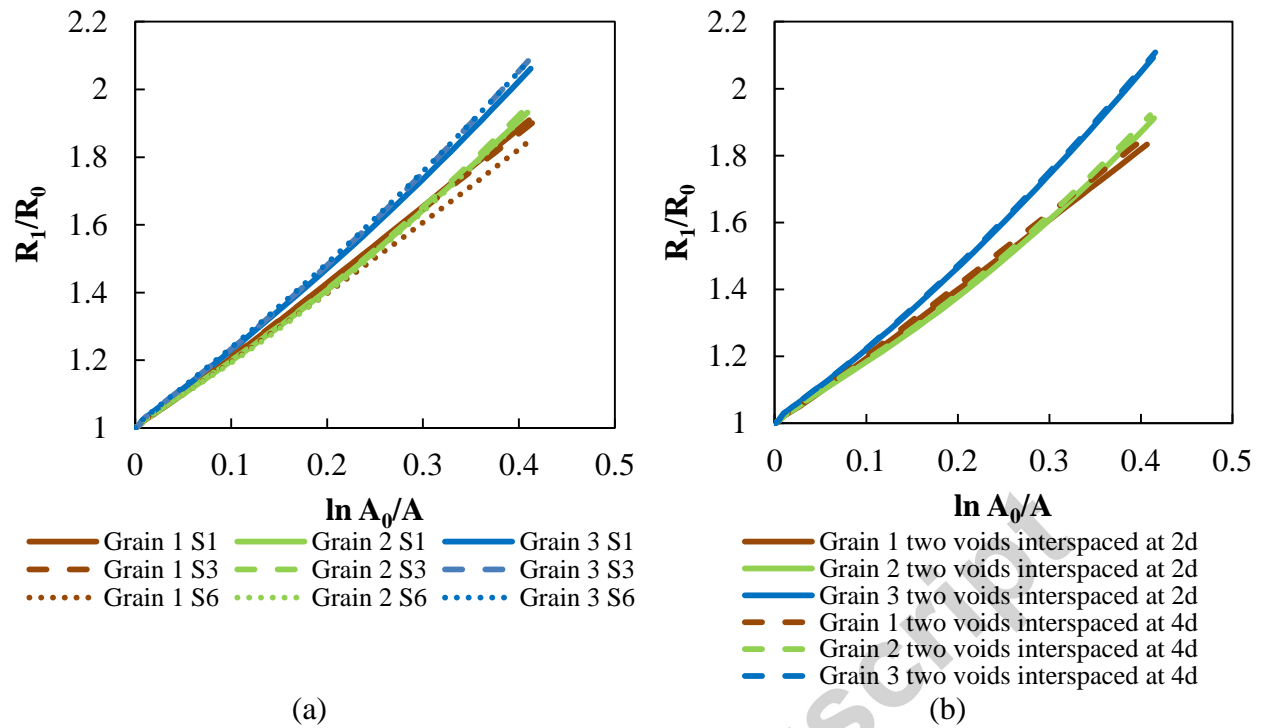 2.2
2
1.8
1.6
1.4
1.2
1
R1/R0
0 0.1 0.2 0.3 0.4 0.5
ln A0/A
Grain 1 S1 Grain 2 S1 Grain 3 S1
Grain 1 S3 Grain 2 S3 Grain 3 S3
Grain 1 S6 Grain 2 S6 Grain 3 S6
(a)
2.2
2
1.8
1.6
1.4
1.2
1
R1/R0
0 0.1 0.2 0.3 0.4 0.5
ln A0/A
Grain 1 two voids interspaced at 2d
Grain 2 two voids interspaced at 2d
Grain 3 two voids interspaced at 2d
Grain 1 two voids interspaced at 4d
Grain 2 two voids interspaced at 4d
Grain 3 two voids interspaced at 4d
(b)
script